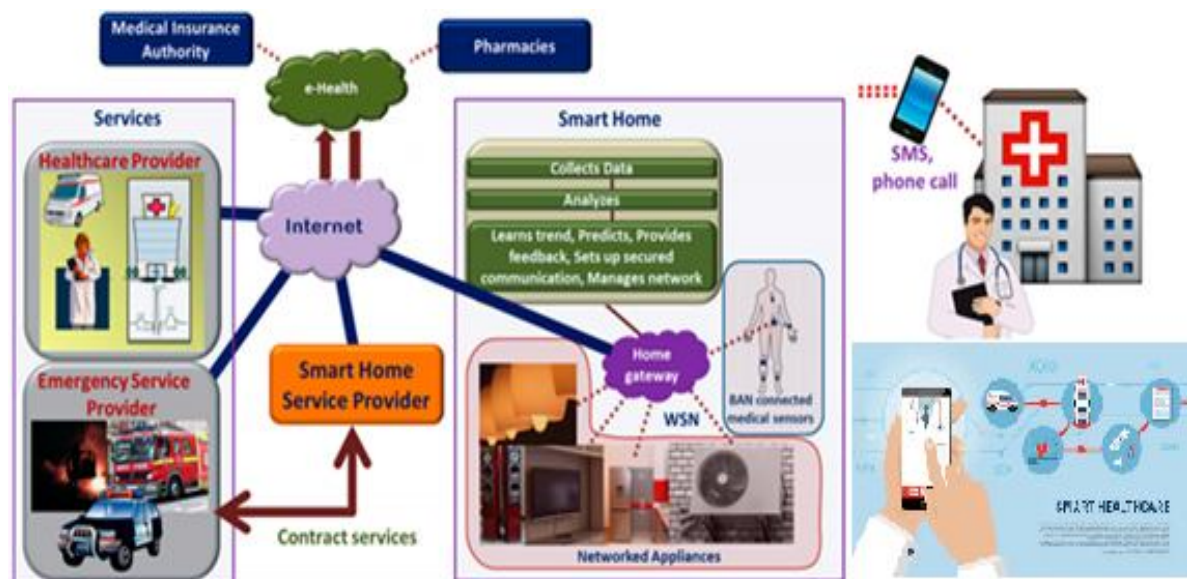 Medical Insurance
Authority
Pharmacies
e-Health
Services
Healthcare Provider
Internet
Emergency Service
Provider
Smart Home
Service Provider
Contract services
Smart Home
Collects Data
Analyzes
Learns trend, Predicts, Provides
feedback, Sets up secured
communication, Manages network
Home
gateway
BAN connected
medical sensors
WSN
Networked Appliances
SMS,
phone call
SMART HEALTHCARE